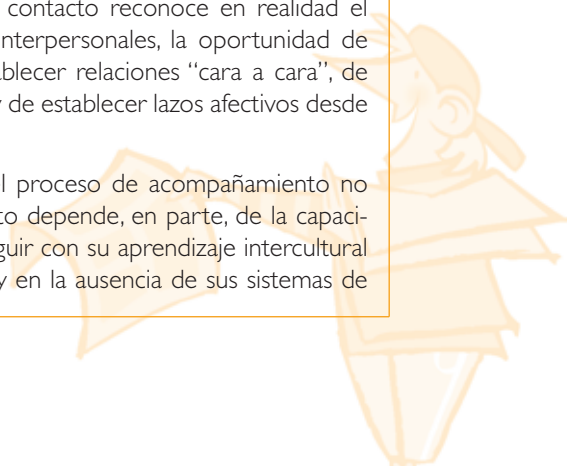 contacto reconoce en realidad el
nterpersonales, la oportunidad de
blecer relaciones “cara a cara”, de
de establecer lazos afectivos desde
l proceso de acompañamiento no
to depende, en parte, de la capaci-
guir con su aprendizaje intercultural
y en la ausencia de sus sistemas de